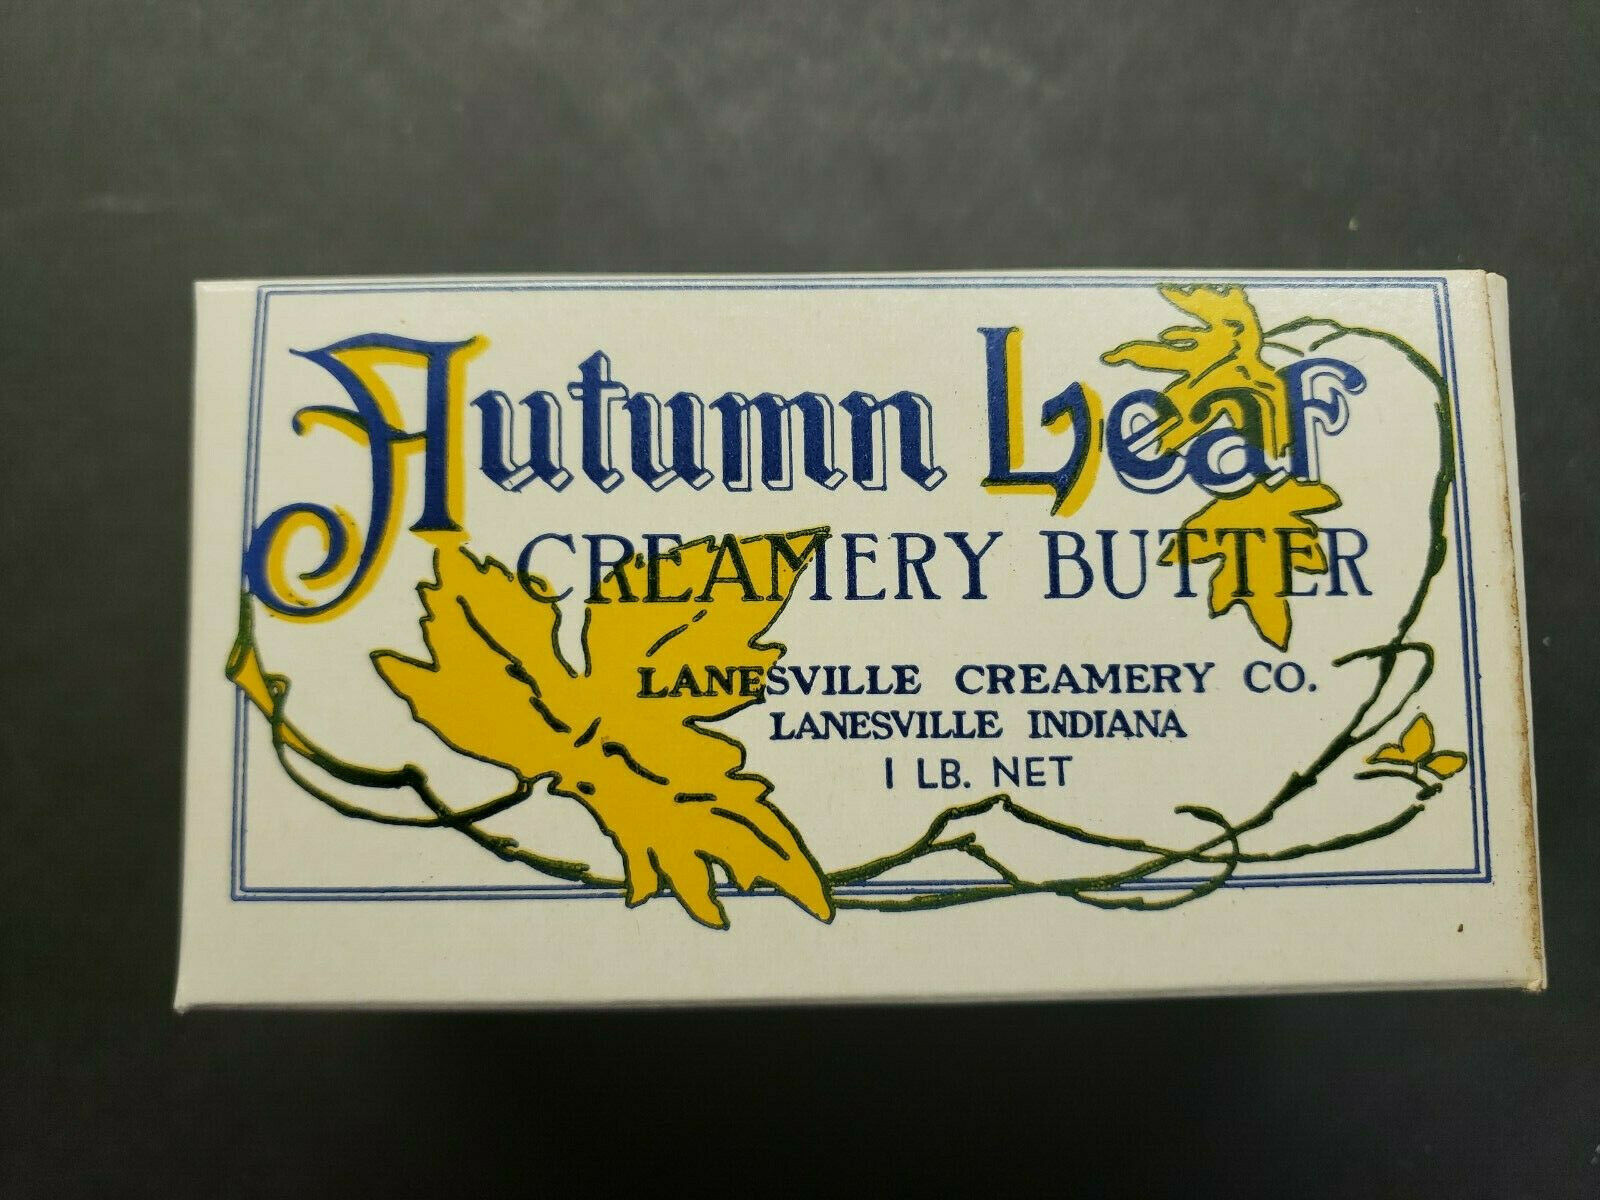 Autumn Leaf
CREAMERY BUTTER
LANESVILLE CREAMERY CO.
LANESVILLE INDIANA
1 LB. NET